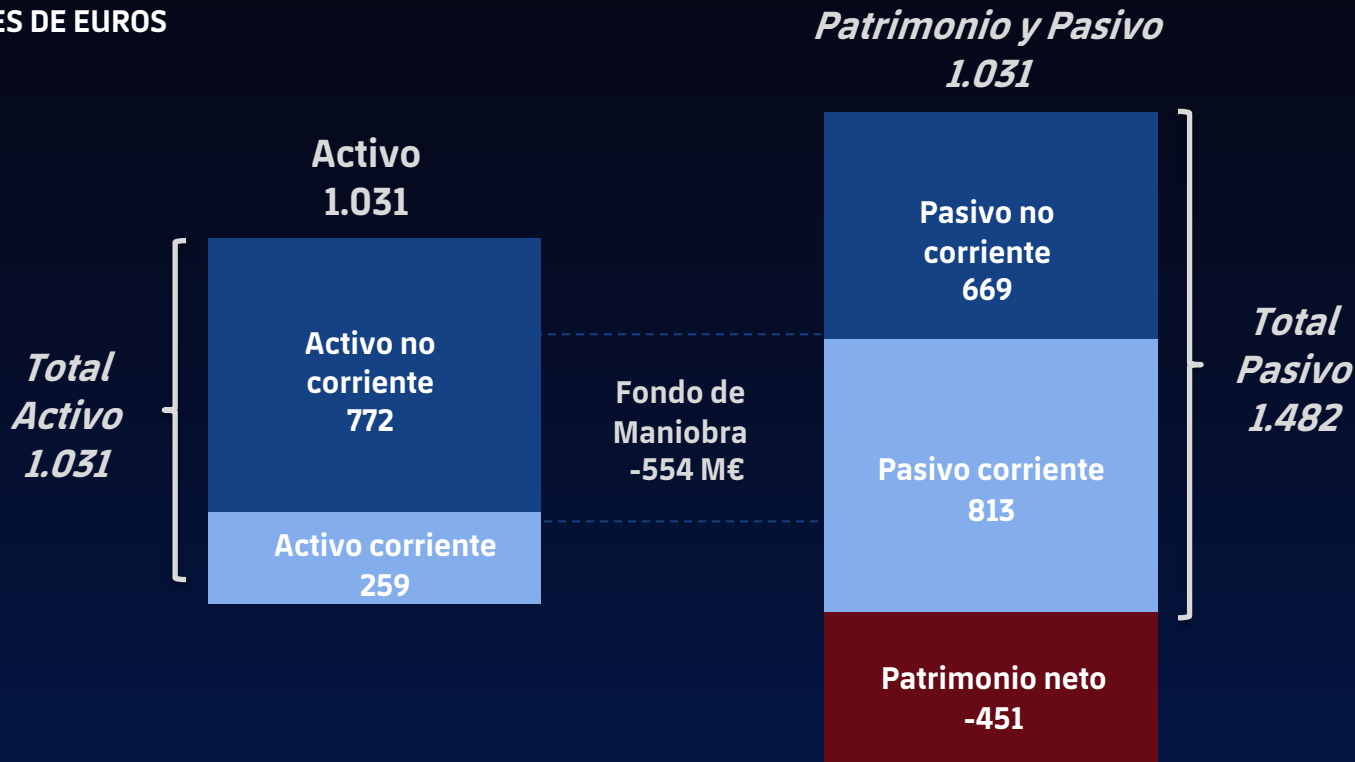 ES DE EUROS
Patrimonio y Pasivo
1.031
Activo
1.031
Total
Activo
1.031
Activo no
corriente
772
Activo corriente
259
Fondo de
Maniobra
-554 M€
Pasivo no
corriente
669
Pasivo corriente
813
Patrimonio neto
-451
Total
Pasivo
1.482